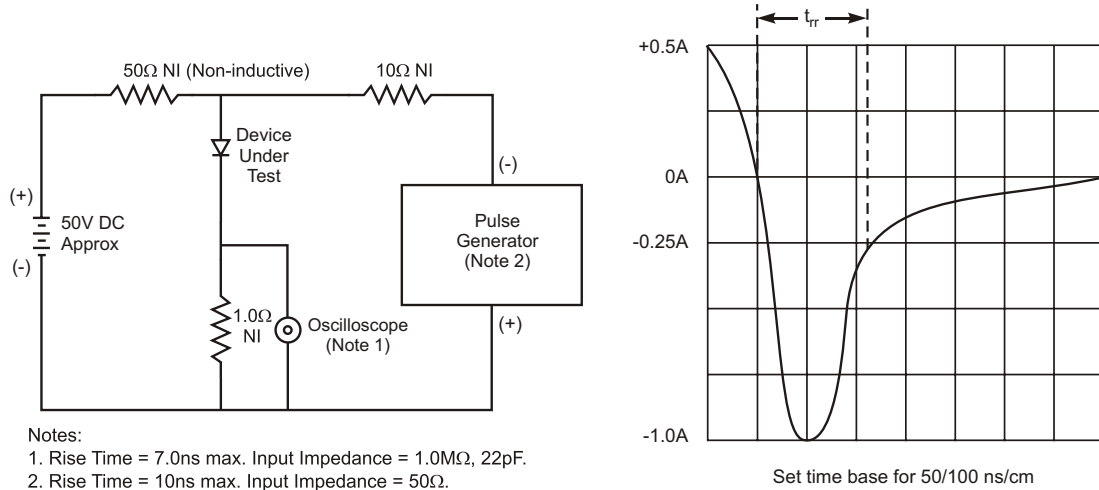 50Ω NI (Non-inductive)
10Ω NI
Device
Under
Test
(+)
50V DC
Approx
(-)
(-)
Pulse
Generator
(Note 2)
(+)
1.0Ω
NI
Oscilloscope
(Note 1)
Notes:
1. Rise Time = 7.0ns max. Input Impedance = 1.0MΩ, 22pF.
2. Rise Time = 10ns max. Input Impedance = 50Ω.
trr
+0.5A
0A
-0.25A
-1.0A
Set time base for 50/100 ns/cm